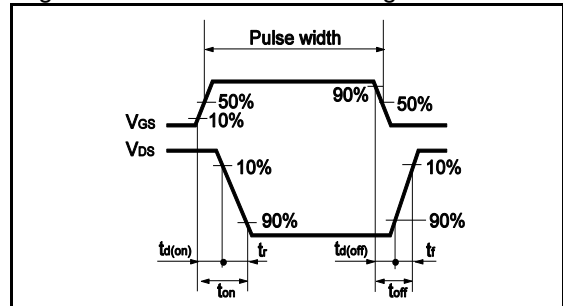 Pulse width
90%
50%
50%
10%
VGS
VDS
10%
10%
90%
90%
td(on)
tr
td(off)
tf
ton
toff